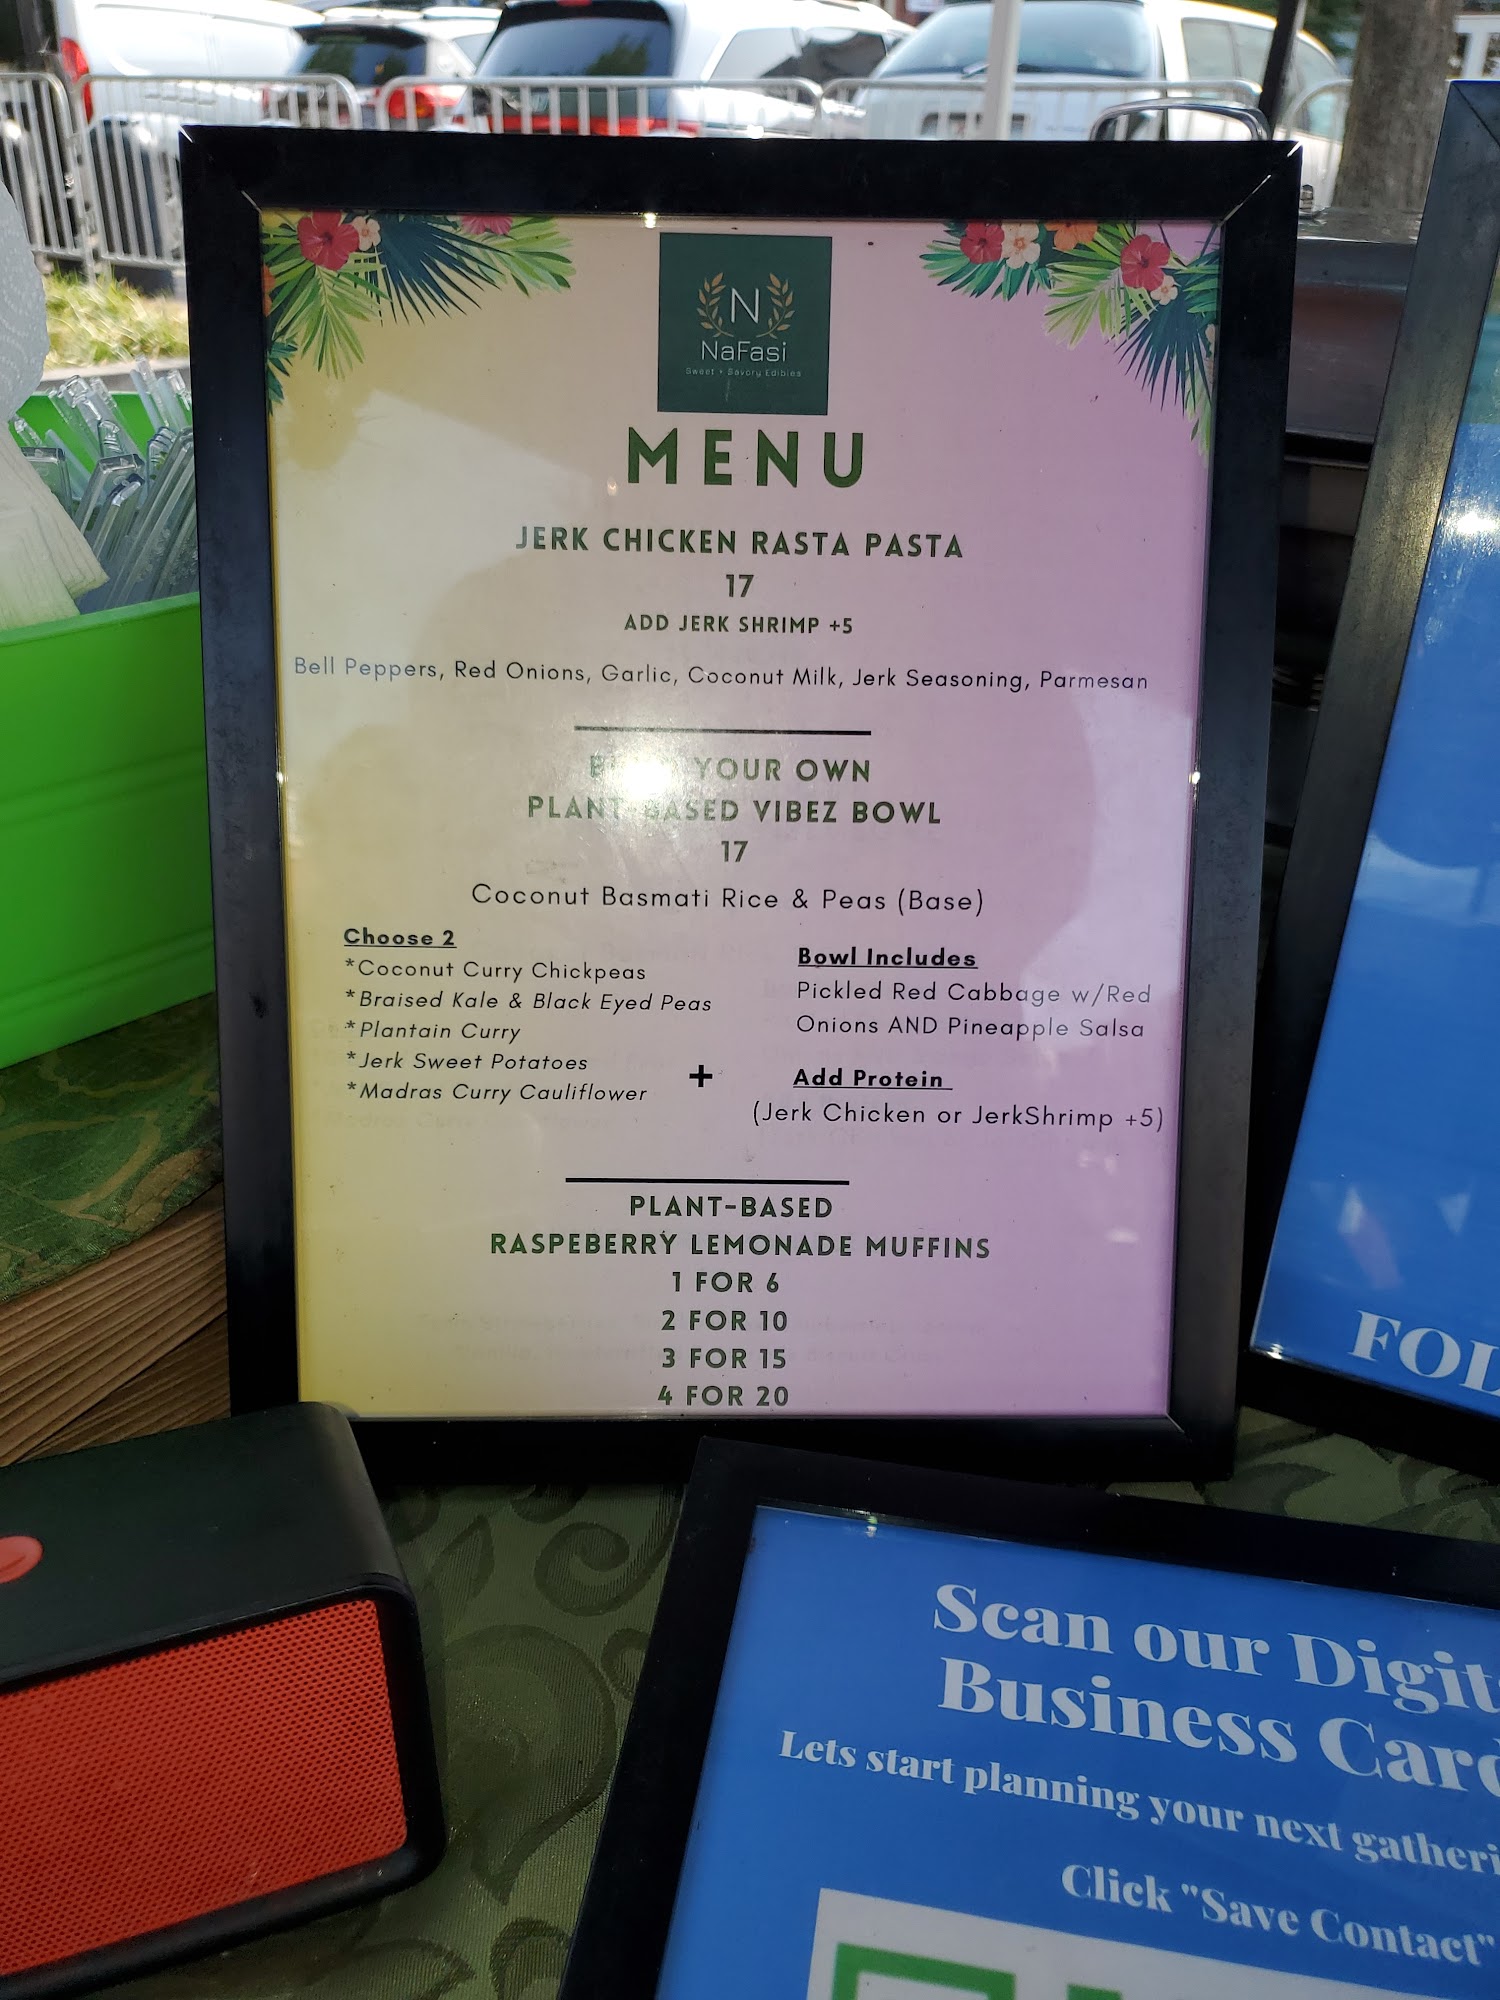 N
NaFasi
Sweet + Savory Edibles
MENU
JERK CHICKEN RASTA PASTA
17
ADD JERK SHRIMP +5
Bell Peppers, Red Onions, Garlic, Coconut Milk, Jerk Seasoning, Parmesan
YOUR OWN
PLANT-BASED VIBEZ BOWL
17
Coconut Basmati Rice & Peas (Base)
Choose 2
*Coconut Curry Chickpeas
*Braised Kale & Black Eyed Peas
*Plantain Curry
*Jerk Sweet Potatoes
*Madras Curry Cauliflower
+
Bowl Includes
Pickled Red Cabbage w/Red
Onions AND Pineapple Salsa
Add Protein
(Jerk Chicken or JerkShrimp +5)
PLANT-BASED
RASPEBERRY LEMONADE MUFFINS
1 FOR 6
2 FOR 10
3 FOR 15
4 FOR 20
FOL
Scan our Digit
Business Card
Lets start planning your next gatheri
Click "Save Contact"